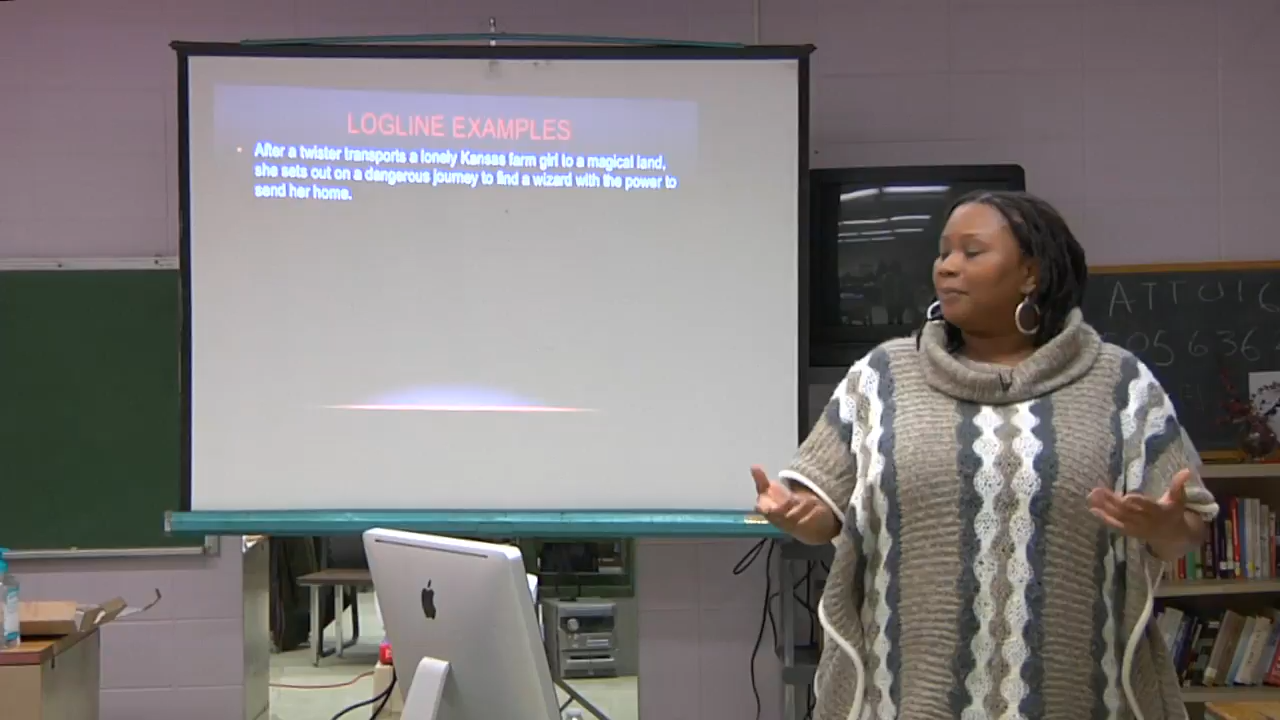 LOGLINE EXAMPLES
After a twister transports a lonely Kansas farm girl to a magical land,
she sets out on a dangerous journey to find a wizard with the power to
send her home.